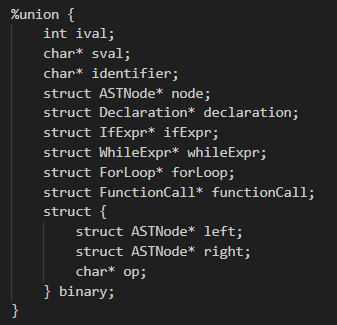 %union {
    int ival;
    char* sval;
    char* identifier;
    struct ASTNode* node;
    struct Declaration* declaration;
    struct IfExpr* ifExpr;
    struct WhileExpr* whileExpr;
    struct ForLoop* forLoop;
    struct FunctionCall* functionCall;
    struct {
        struct ASTNode* left;
        struct ASTNode* right;
        char* op;
    } binary;
}